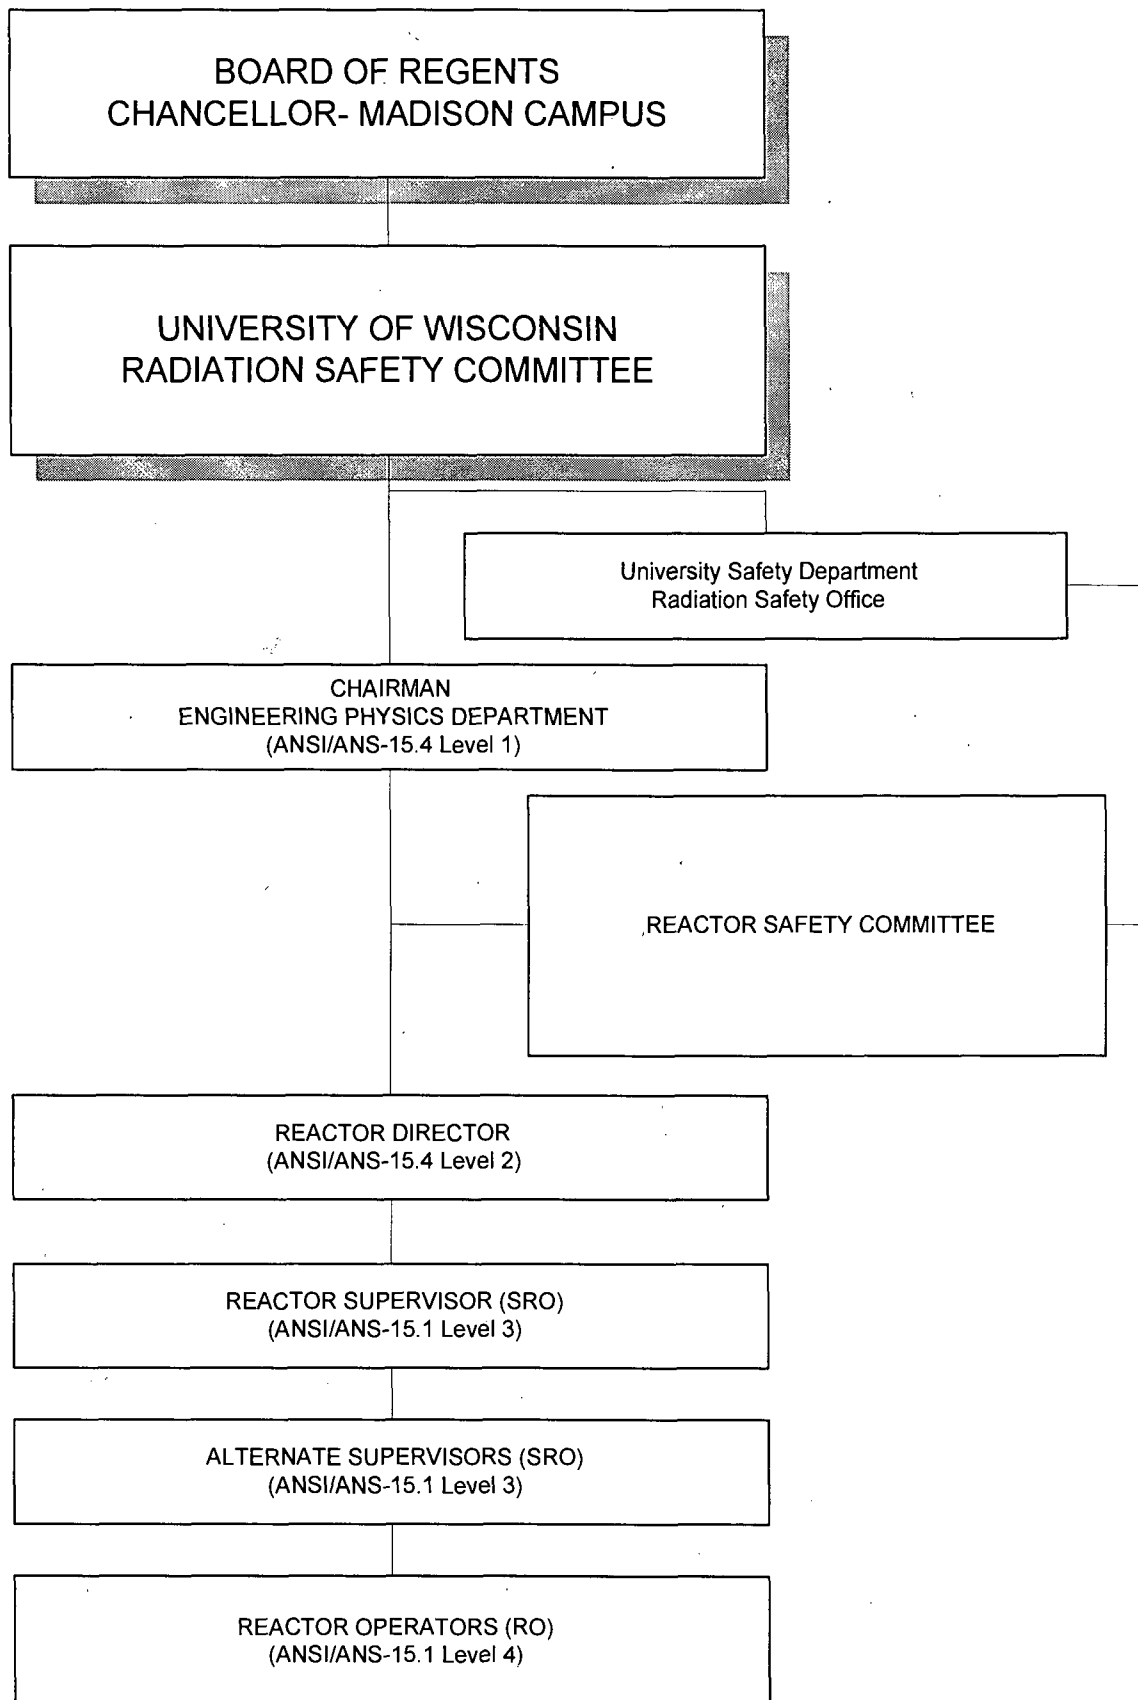 BOARD OF REGENTS
CHANCELLOR- MADISON CAMPUS
UNIVERSITY OF WISCONSIN
RADIATION SAFETY COMMITTEE
University Safety Department
Radiation Safety Office
CHAIRMAN
ENGINEERING PHYSICS DEPARTMENT
(ANSI/ANS-15.4 Level 1)
REACTOR SAFETY COMMITTEE
REACTOR DIRECTOR
(ANSI/ANS-15.4 Level 2)
REACTOR SUPERVISOR (SRO)
(ANSI/ANS-15.1 Level 3)
ALTERNATE SUPERVISORS (SRO)
(ANSI/ANS-15.1 Level 3)
REACTOR OPERATORS (RO)
(ANSI/ANS-15.1 Level 4)